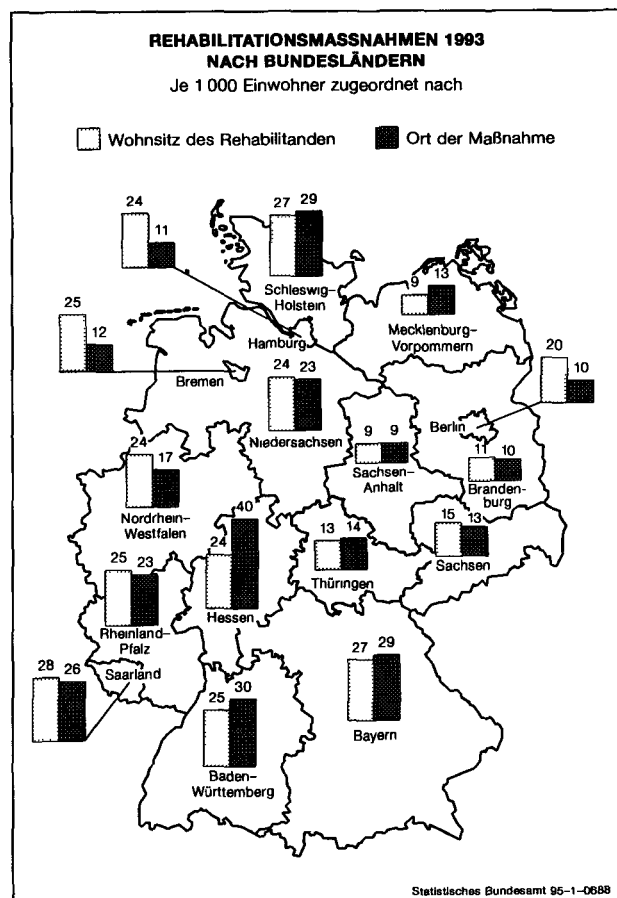 REHABILITATIONSMASSNAHMEN 1993
NACH BUNDESLÄNDERN
Je 1 000 Einwohner zugeordnet nach
Wohnsitz des Rehabilitanden
Ort der Maßnahme
24
11
27
29
Schleswig-
Holstein
9
13
Mecklenburg-
Vorpommern
Hamburg
25
12
Bremen
24
23
Niedersachsen
20
10
Berlin
9
9
Sachsen-
Anhalt
11
10
Branden-
burg
24
17
Nordrhein-
Westfalen
24
40
Hessen
13
14
Thüringen
15
13
Sachsen
25
23
Rheinland-
Pfalz
28
26
Saarland
25
30
Baden-
Württemberg
27
29
Bayern
Statistisches Bundesamt 95-1-0688